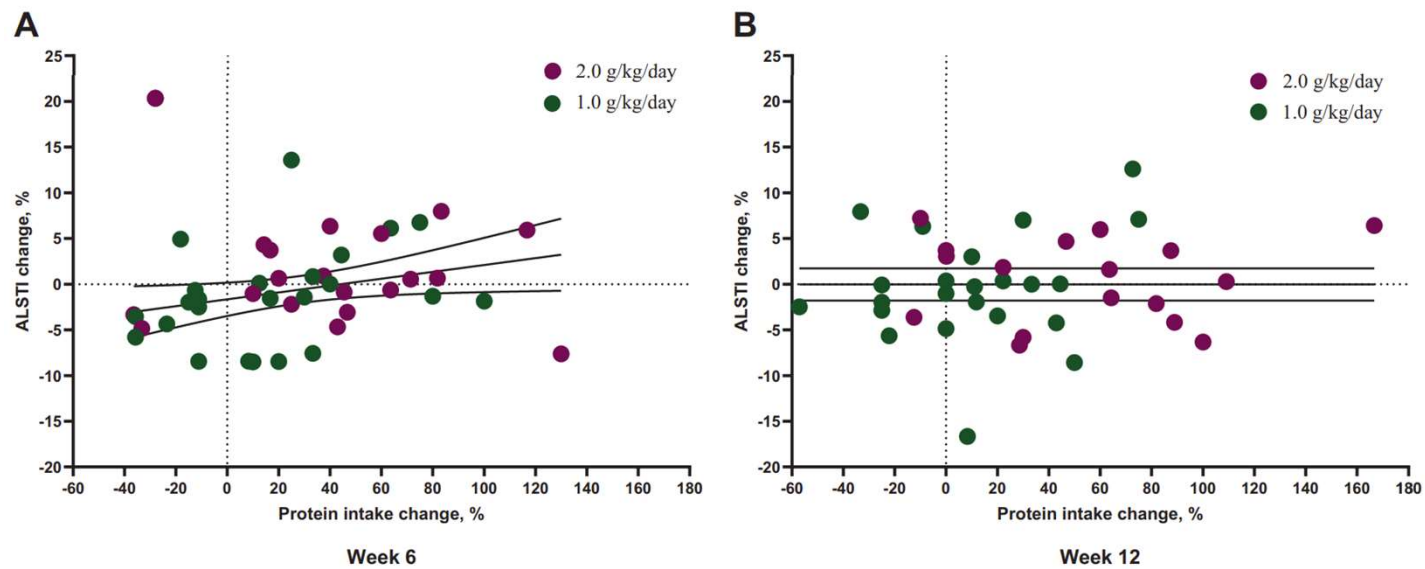 A
25
20
15
10
5
0
-5
-10
-15
-20
ALSTI change, %
2.0 g/kg/day
1.0 g/kg/day
-60 -40 -20 0 20 40 60 80 100 120 140 160 180
Protein intake change, %
Week 6
B
25
20
15
10
5
0
-5
-10
-15
-20
ALSTI change, %
2.0 g/kg/day
1.0 g/kg/day
-60 -40 -20 0 20 40 60 80 100 120 140 160 180
Protein intake change, %
Week 12